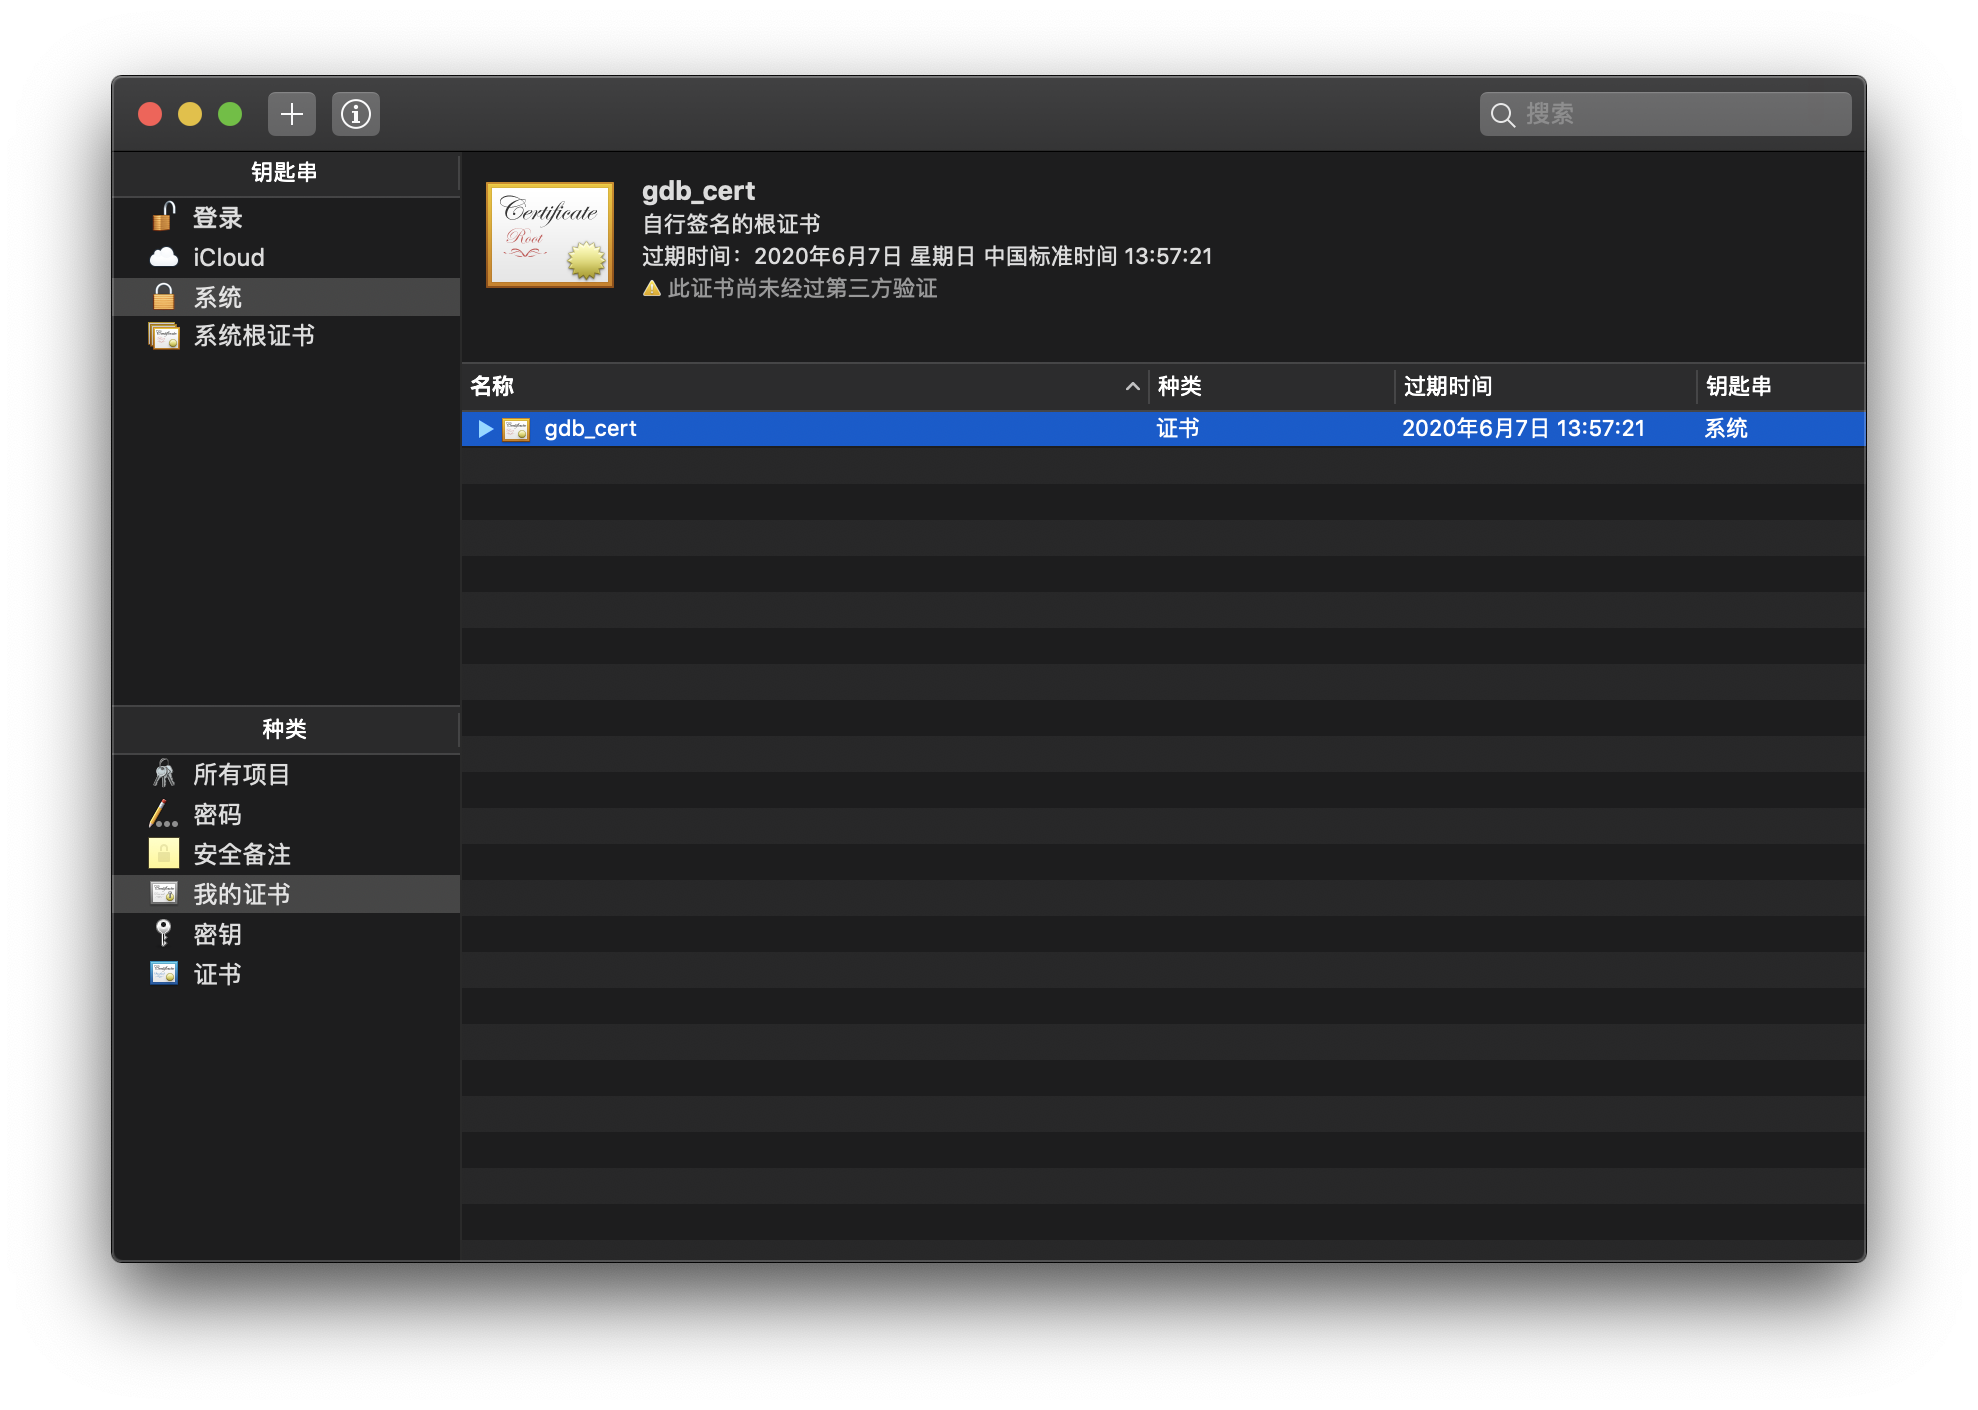 搜索
钥匙串
登录
iCloud
系统
系统根证书
种类
所有项目
密码
安全备注
我的证书
密钥
证书
Certificate
Root
gdb_cert
自行签名的根证书
过期时间：2020年6月7日 星期日 中国标准时间 13:57:21
此证书尚未经过第三方验证
名称 种类 过期时间 钥匙串
gdb_cert 证书 2020年6月7日 13:57:21 系统